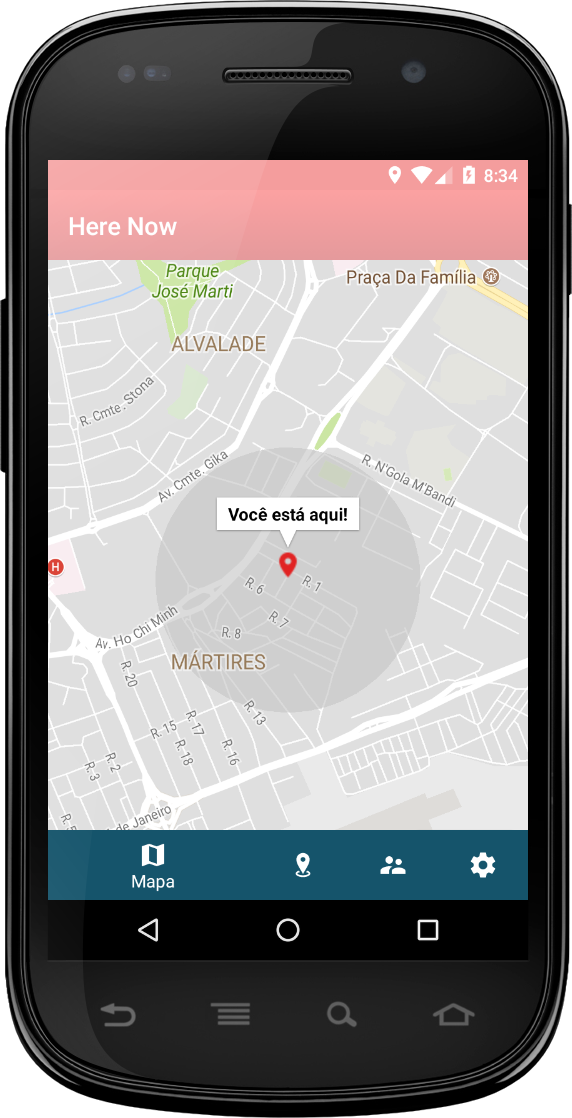 8:34
Here Now
Parque
José Marti
Praça Da Família
ALVALADE
R. Cmte. Stona
Av. Cmte. Gika
R. N'Gola M'Bandi
Você está aqui!
H
R. 1
R. 6
R. 7
Av. Ho Chi Minh
R. 8
MÁRTIRES
R. 20
R. 13
R. 15
R. 17
R. 18
R. 16
R. 2
R. 3
de Janeiro
Mapa